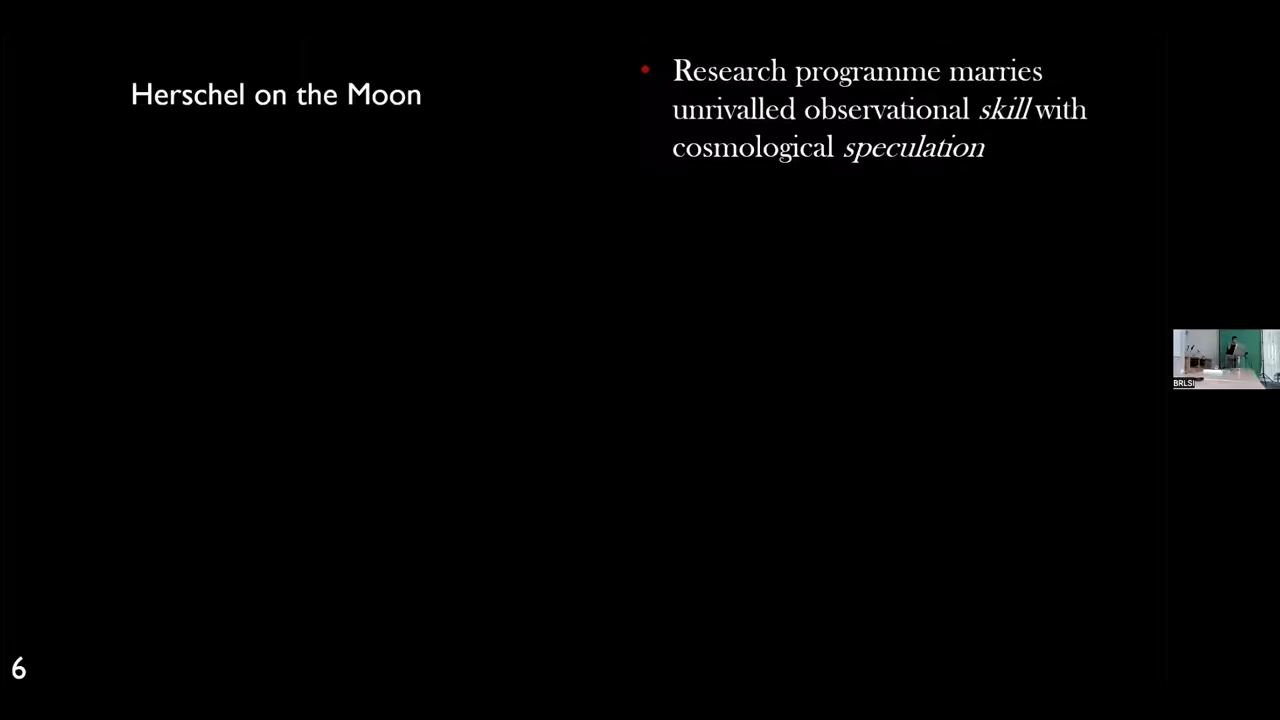 Herschel on the Moon
• Research programme marries
unrivalled observational skill with
cosmological speculation
BRLSI
6